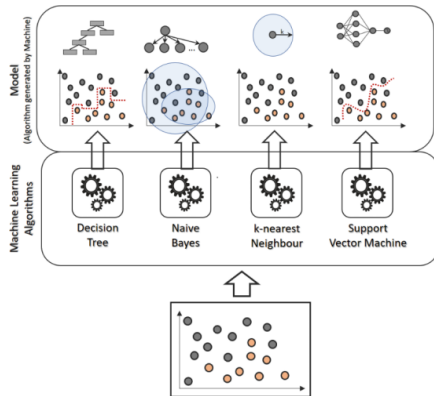 Model
(Algorithm generated by Machine)
k
Machine Learning
Algorithms
Decision
Tree
Naive
Bayes
k-nearest
Neighbour
Support
Vector Machine